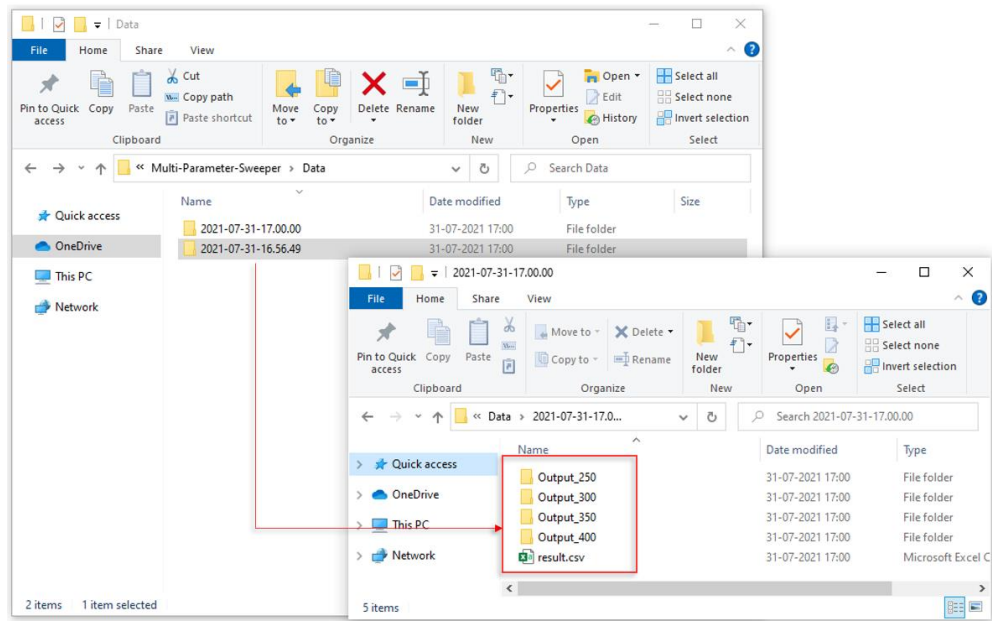 Data
File Home Share View
Pin to Quick access Copy Paste Cut Copy path Paste shortcut Move to Copy to Delete Rename New folder Properties Open Edit History Select all Select none Invert selection
Clipboard Organize New Open Select
« Multi-Parameter-Sweeper > Data Search Data
Name Date modified Type Size
Quick access
OneDrive
This PC
Network
2021-07-31-17.00.00 31-07-2021 17:00 File folder
2021-07-31-16.56.49 31-07-2021 17:00 File folder
2 items 1 item selected
2021-07-31-17.00.00
File Home Share View
Pin to Quick access Copy Paste Move to Copy to Delete Rename New folder Properties Select all Select none Invert selection
Clipboard Organize New Open Select
« Data > 2021-07-31-17.0... Search 2021-07-31-17.00.00
Name Date modified Type
Quick access
OneDrive
This PC
Network
Output_250 31-07-2021 17:00 File folder
Output_300 31-07-2021 17:00 File folder
Output_350 31-07-2021 17:00 File folder
Output_400 31-07-2021 17:00 File folder
result.csv 31-07-2021 17:00 Microsoft Excel C
5 items